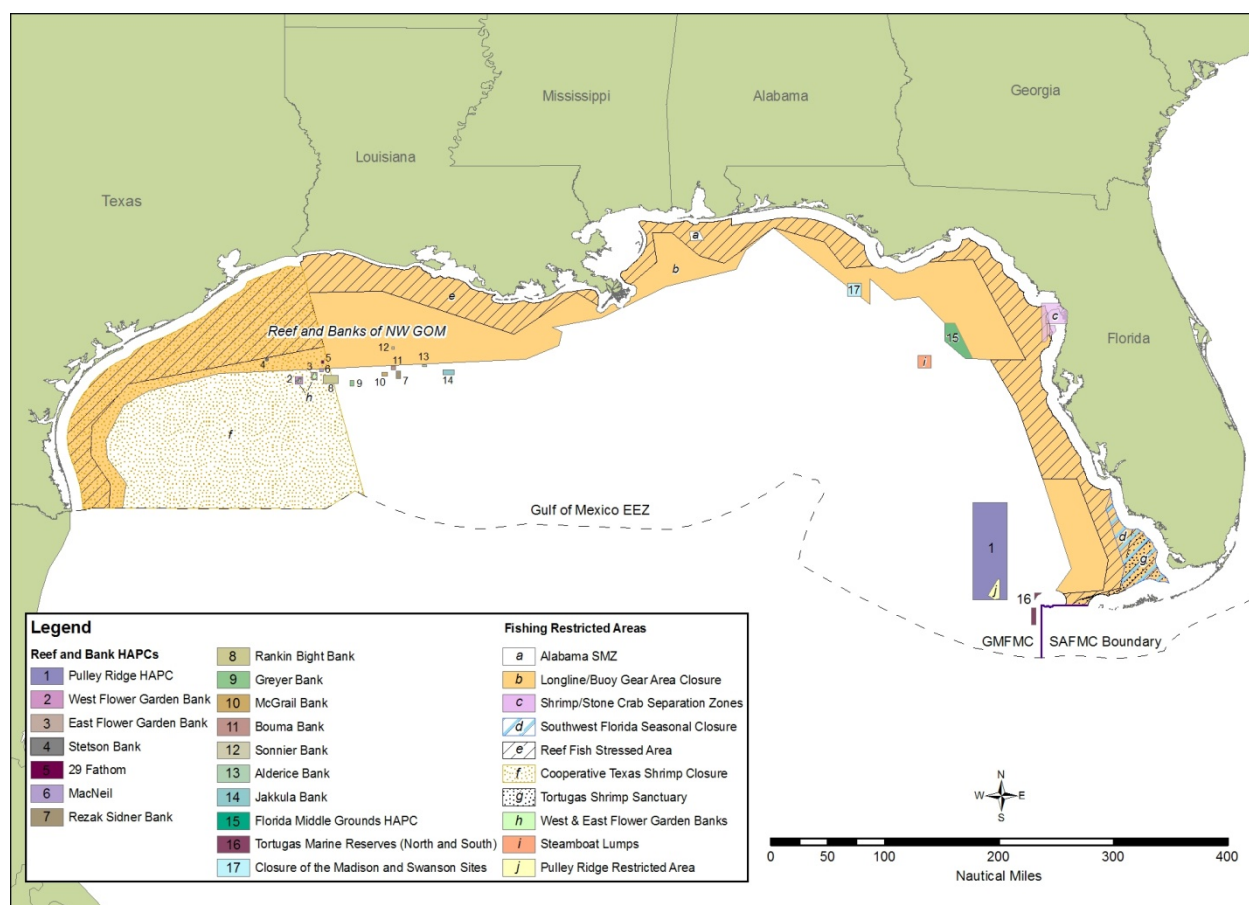 Mississippi
Alabama
Georgia
Louisiana
Texas
a
b
e
17
c
Florida
Reef and Banks of NW GOM
12
15
4
5
6
11
13
i
3
2
8
9
10
7
14
h
f
Gulf of Mexico EEZ
1
d
g
j
16
GMFMC
SAFMC Boundary
Legend
Reef and Bank HAPCs
1 Pulley Ridge HAPC
2 West Flower Garden Bank
3 East Flower Garden Bank
4 Stetson Bank
5 29 Fathom
6 MacNeil
7 Rezak Sidner Bank
8 Rankin Bight Bank
9 Greyer Bank
10 McGrail Bank
11 Bouma Bank
12 Sonnier Bank
13 Alderice Bank
14 Jakkula Bank
15 Florida Middle Grounds HAPC
16 Tortugas Marine Reserves (North and South)
17 Closure of the Madison and Swanson Sites
Fishing Restricted Areas
a Alabama SMZ
b Longline/Buoy Gear Area Closure
c Shrimp/Stone Crab Separation Zones
d Southwest Florida Seasonal Closure
e Reef Fish Stressed Area
f Cooperative Texas Shrimp Closure
g Tortugas Shrimp Sanctuary
h West & East Flower Garden Banks
i Steamboat Lumps
j Pulley Ridge Restricted Area
N
W E
S
0 50 100 200 300 400
Nautical Miles